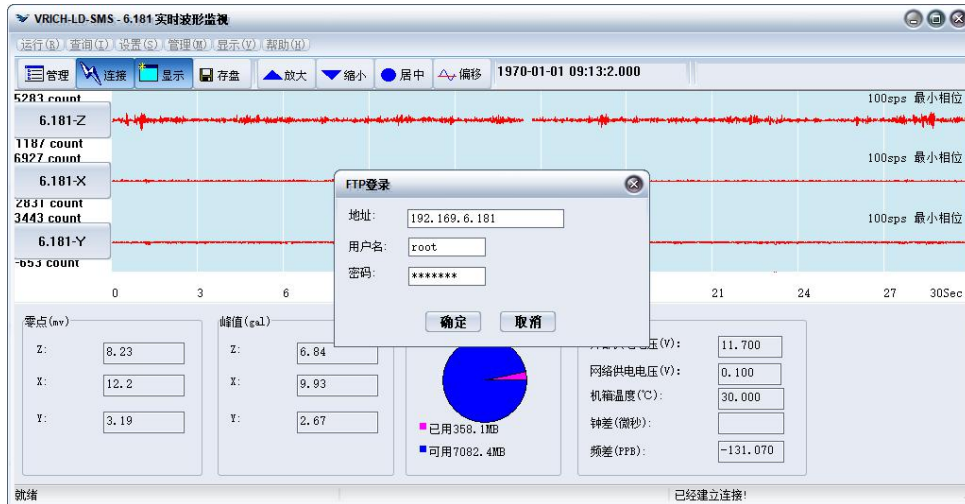 VRICH-LD-SMS - 6.181 实时波形监视
运行(R) 查询(I) 设置(S) 管理(M) 显示(V) 帮助(H)
管理 连接 显示 存盘 放大 缩小 居中 偏移 1970-01-01 09:13:2.000
5283 count 100sps 最小相位
6.181-Z
1187 count
6927 count 100sps 最小相位
6.181-X
2831 count
3443 count 100sps 最小相位
6.181-Y
-653 count
0 3 6 21 24 27 30Sec
FTP登录
地址: 192.169.6.181
用户名: root
密码: *******
确定 取消
零点(mv)
Z: 8.23
X: 12.2
Y: 3.19
峰值(gal)
Z: 6.84
X: 9.93
Y: 2.67
已用358.1MB
可用7082.4MB
电压(V): 11.700
网络供电电压(V): 0.100
机箱温度(℃): 30.000
钟差(微秒):
频差(PPB): -131.070
就绪 已经建立连接!